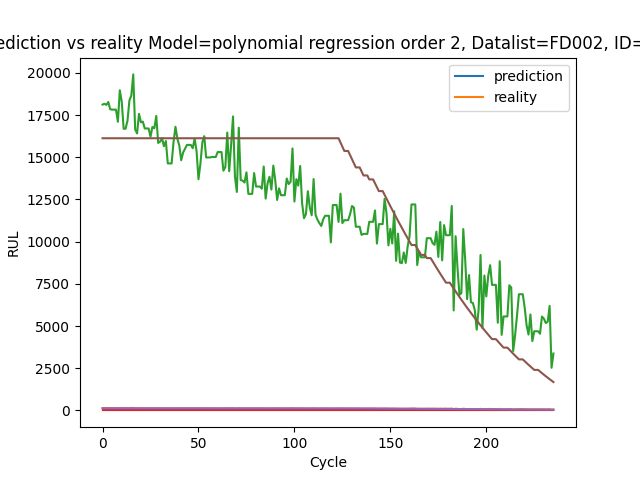 ediction vs reality Model=polynomial regression order 2, Datalist=FD002, ID=
prediction
reality
20000
17500
15000
12500
10000
7500
5000
2500
0
RUL
0
50
100
150
200
Cycle